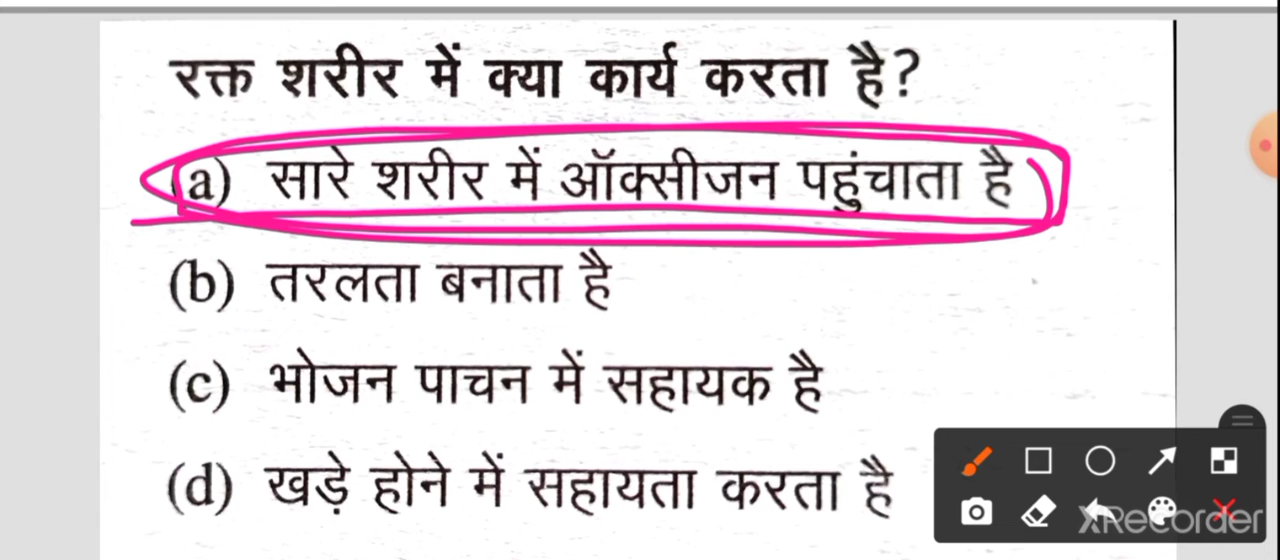 रक्त शरीर में क्या कार्य करता है?
(a) सारे शरीर में ऑक्सीजन पहुंचाता है
(b) तरलता बनाता है
(c) भोजन पाचन में सहायक है
(d) खड़े होने में सहायता करता है
XRecorder